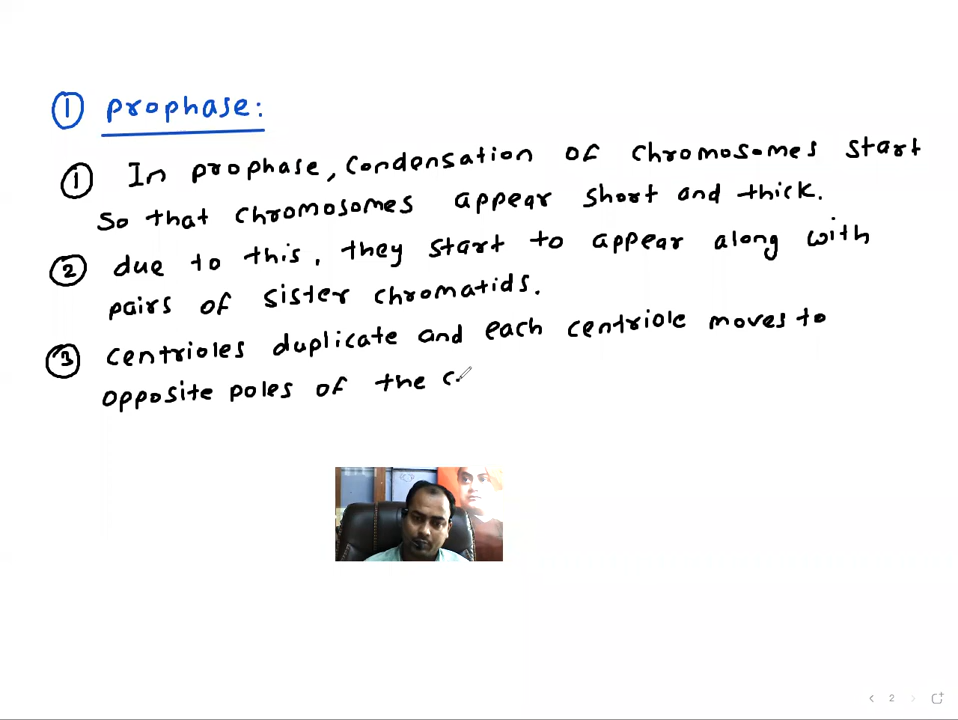 ① prophase:
① In prophase, condensation of chromosomes start
so that chromosomes appear short and thick.
② due to this, they start to appear along with
pairs of sister chromatids.
③ centrioles duplicate and each centriole moves to
opposite poles of the c
2